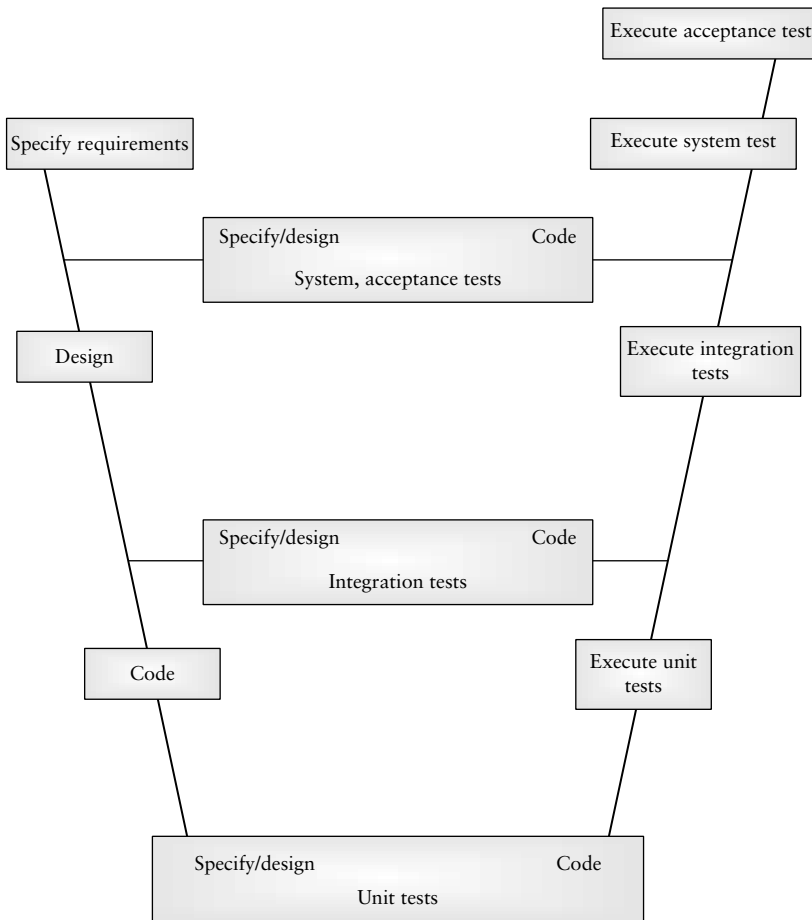 Execute acceptance test
Specify requirements
Execute system test
Specify/design Code
System, acceptance tests
Design
Execute integration
tests
Specify/design Code
Integration tests
Code
Execute unit
tests
Specify/design Code
Unit tests